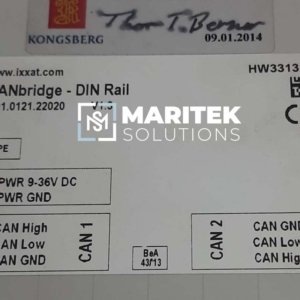 Thor T. Berner
KONGSBERG
09.01.2014
www.ixxat.com
HW3313
ANbridge - DIN Rail
1.0121.22020 V1.3
MARITEK
SOLUTIONS
PE
PWR 9-36V DC
PWR GND
CAN High
CAN Low
CAN GND
CAN 1
BeA
43/13
CAN 2
CAN GND
CAN Low
CAN High